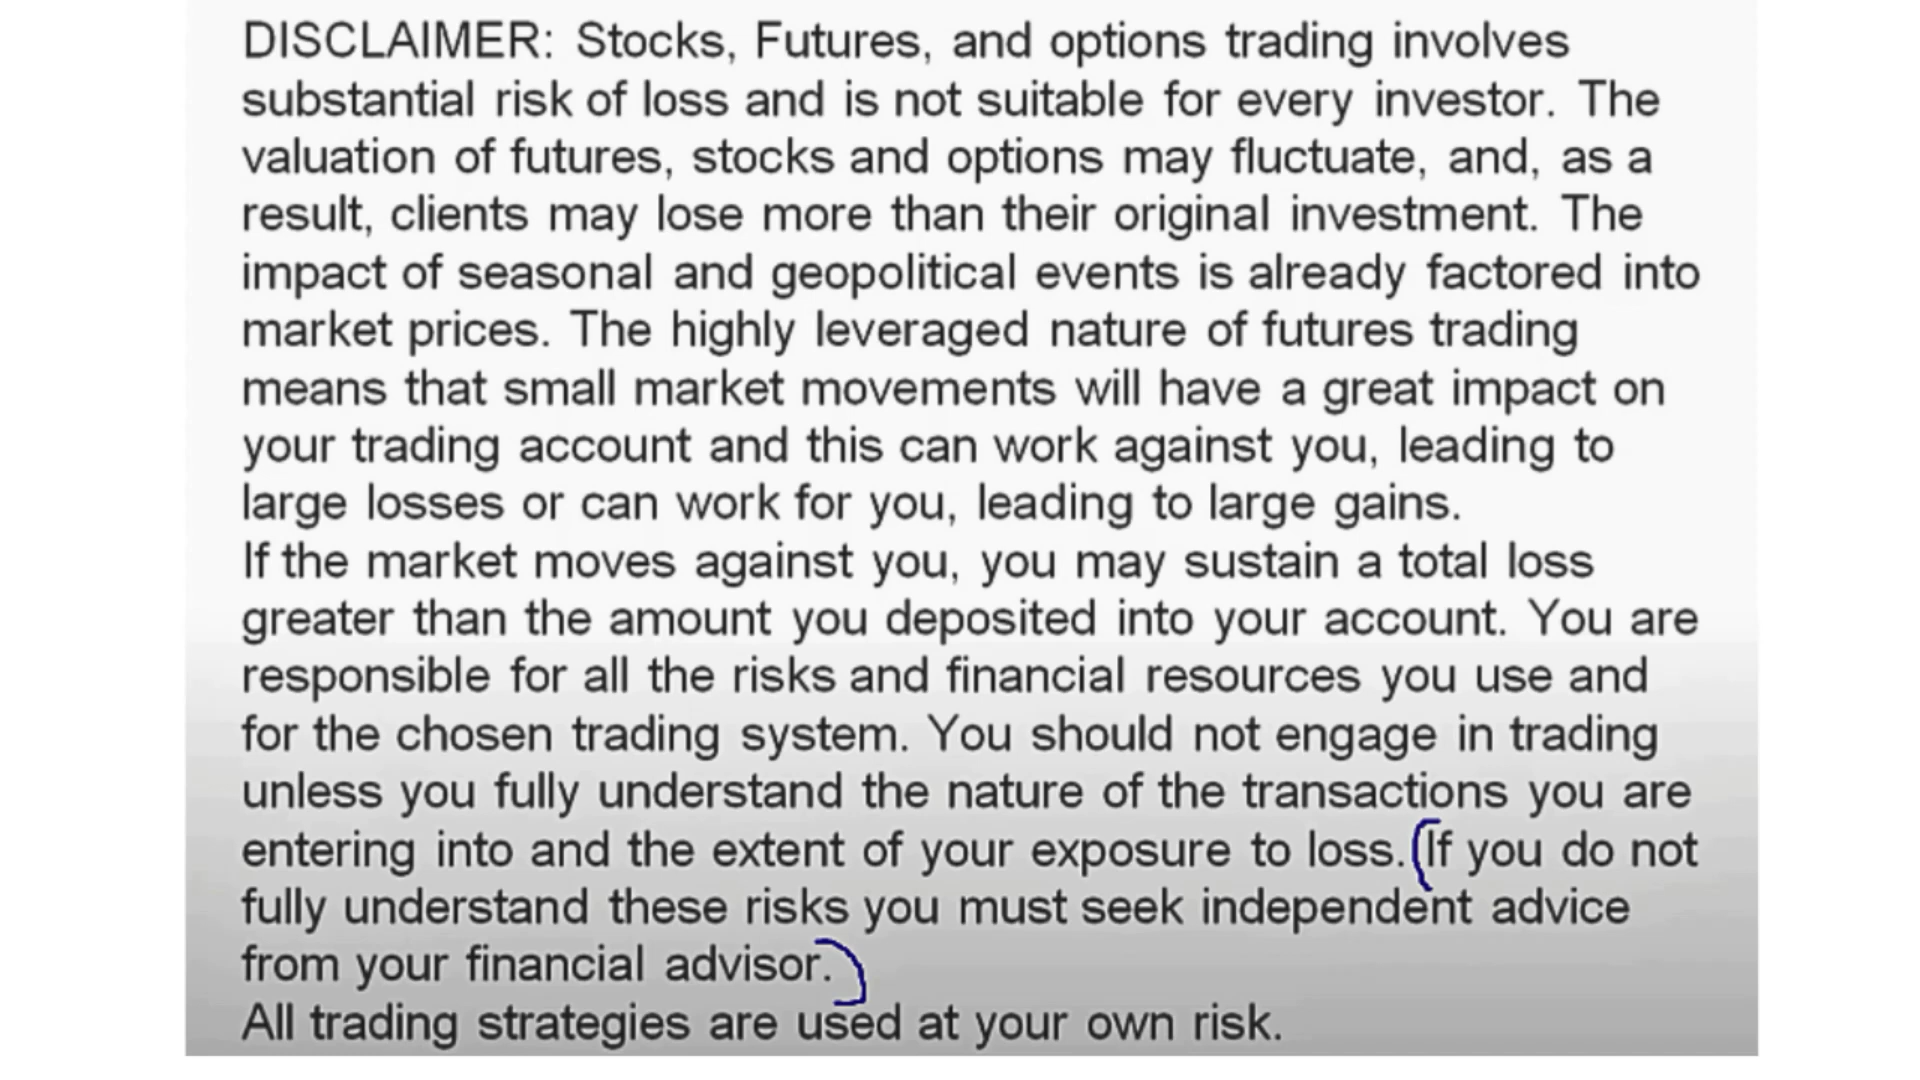 DISCLAIMER: Stocks, Futures, and options trading involves
substantial risk of loss and is not suitable for every investor. The
valuation of futures, stocks and options may fluctuate, and, as a
result, clients may lose more than their original investment. The
impact of seasonal and geopolitical events is already factored into
market prices. The highly leveraged nature of futures trading
means that small market movements will have a great impact on
your trading account and this can work against you, leading to
large losses or can work for you, leading to large gains.
If the market moves against you, you may sustain a total loss
greater than the amount you deposited into your account. You are
responsible for all the risks and financial resources you use and
for the chosen trading system. You should not engage in trading
unless you fully understand the nature of the transactions you are
entering into and the extent of your exposure to loss. (If you do not
fully understand these risks you must seek independent advice
from your financial advisor.)
All trading strategies are used at your own risk.